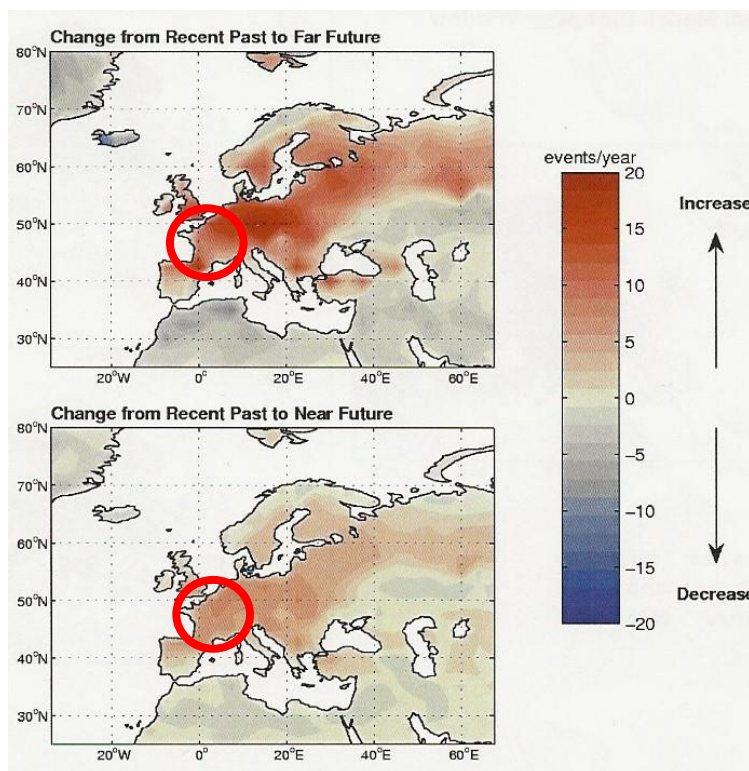 Change from Recent Past to Far Future
80°N
70°N
60°N
50°N
40°N
30°N
20°W
0°
20°E
40°E
60°E
events/year
20
15
10
5
0
−5
−10
−15
−20
Increase
Decrease
Change from Recent Past to Near Future
80°N
70°N
60°N
50°N
40°N
30°N
20°W
0°
20°E
40°E
60°E